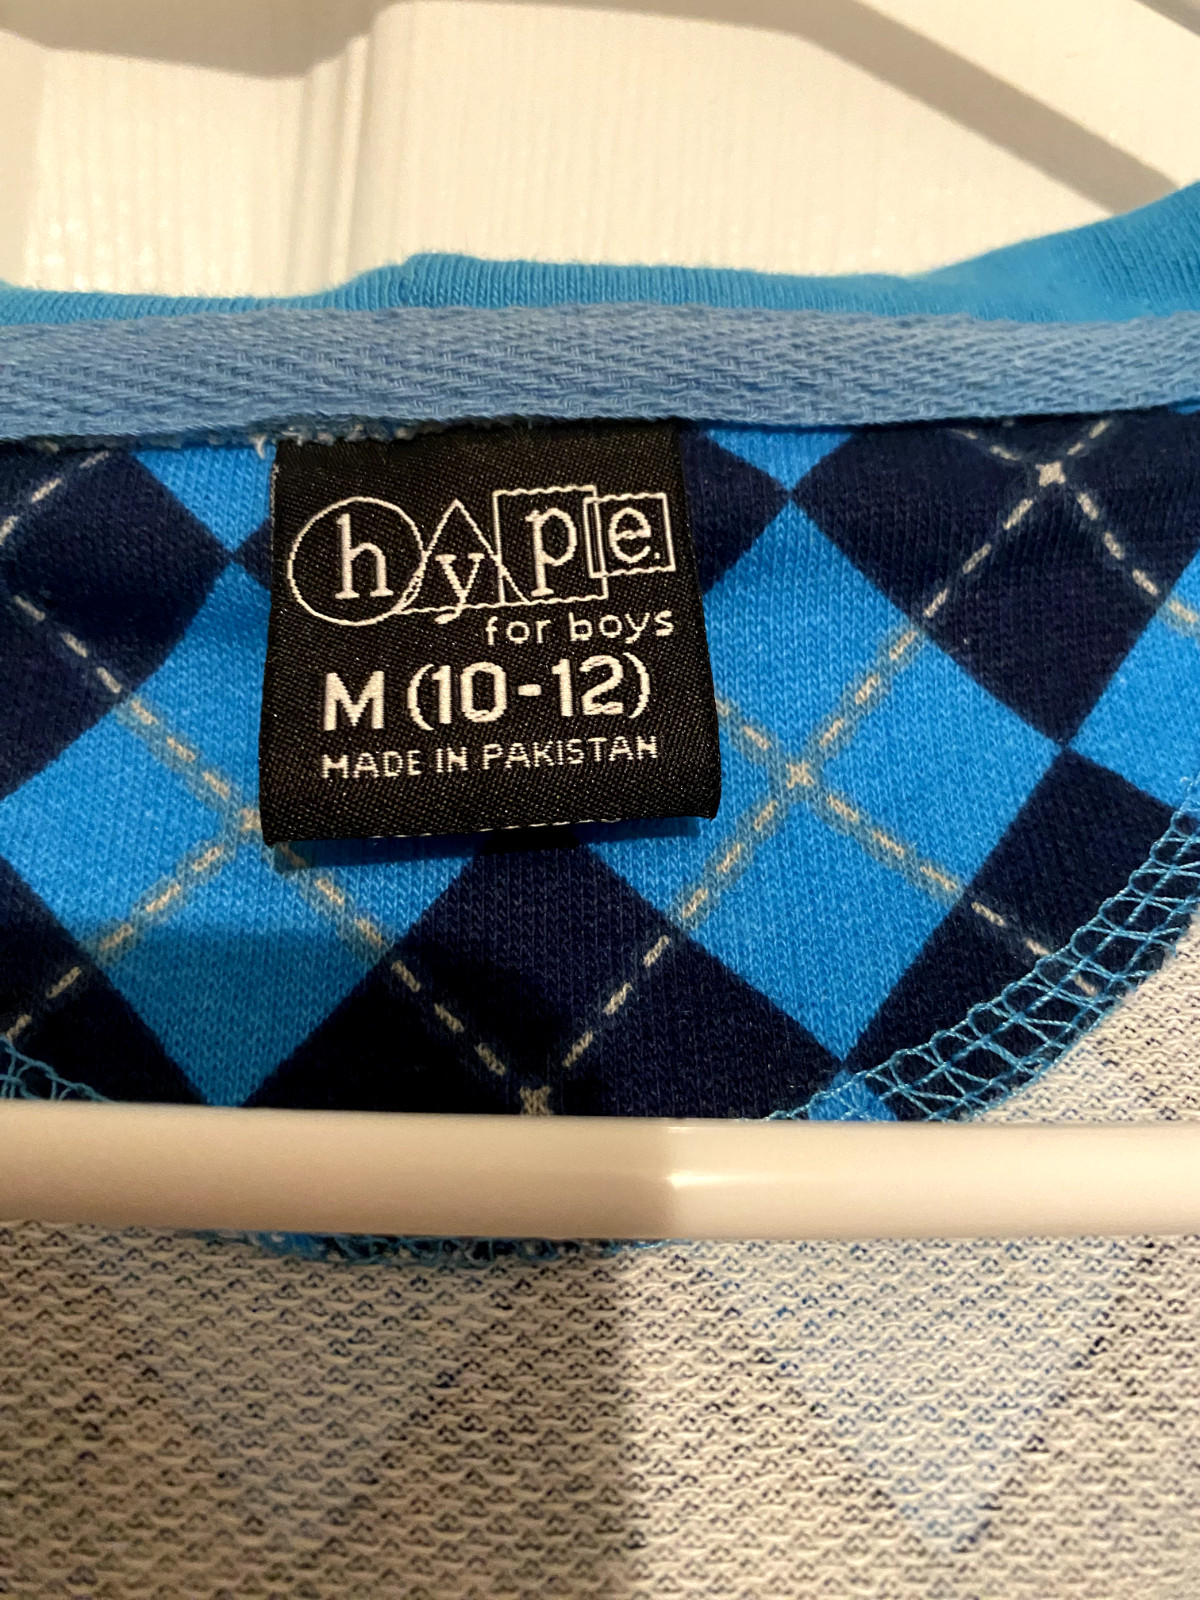 hype.
for boys
M (10-12)
MADE IN PAKISTAN